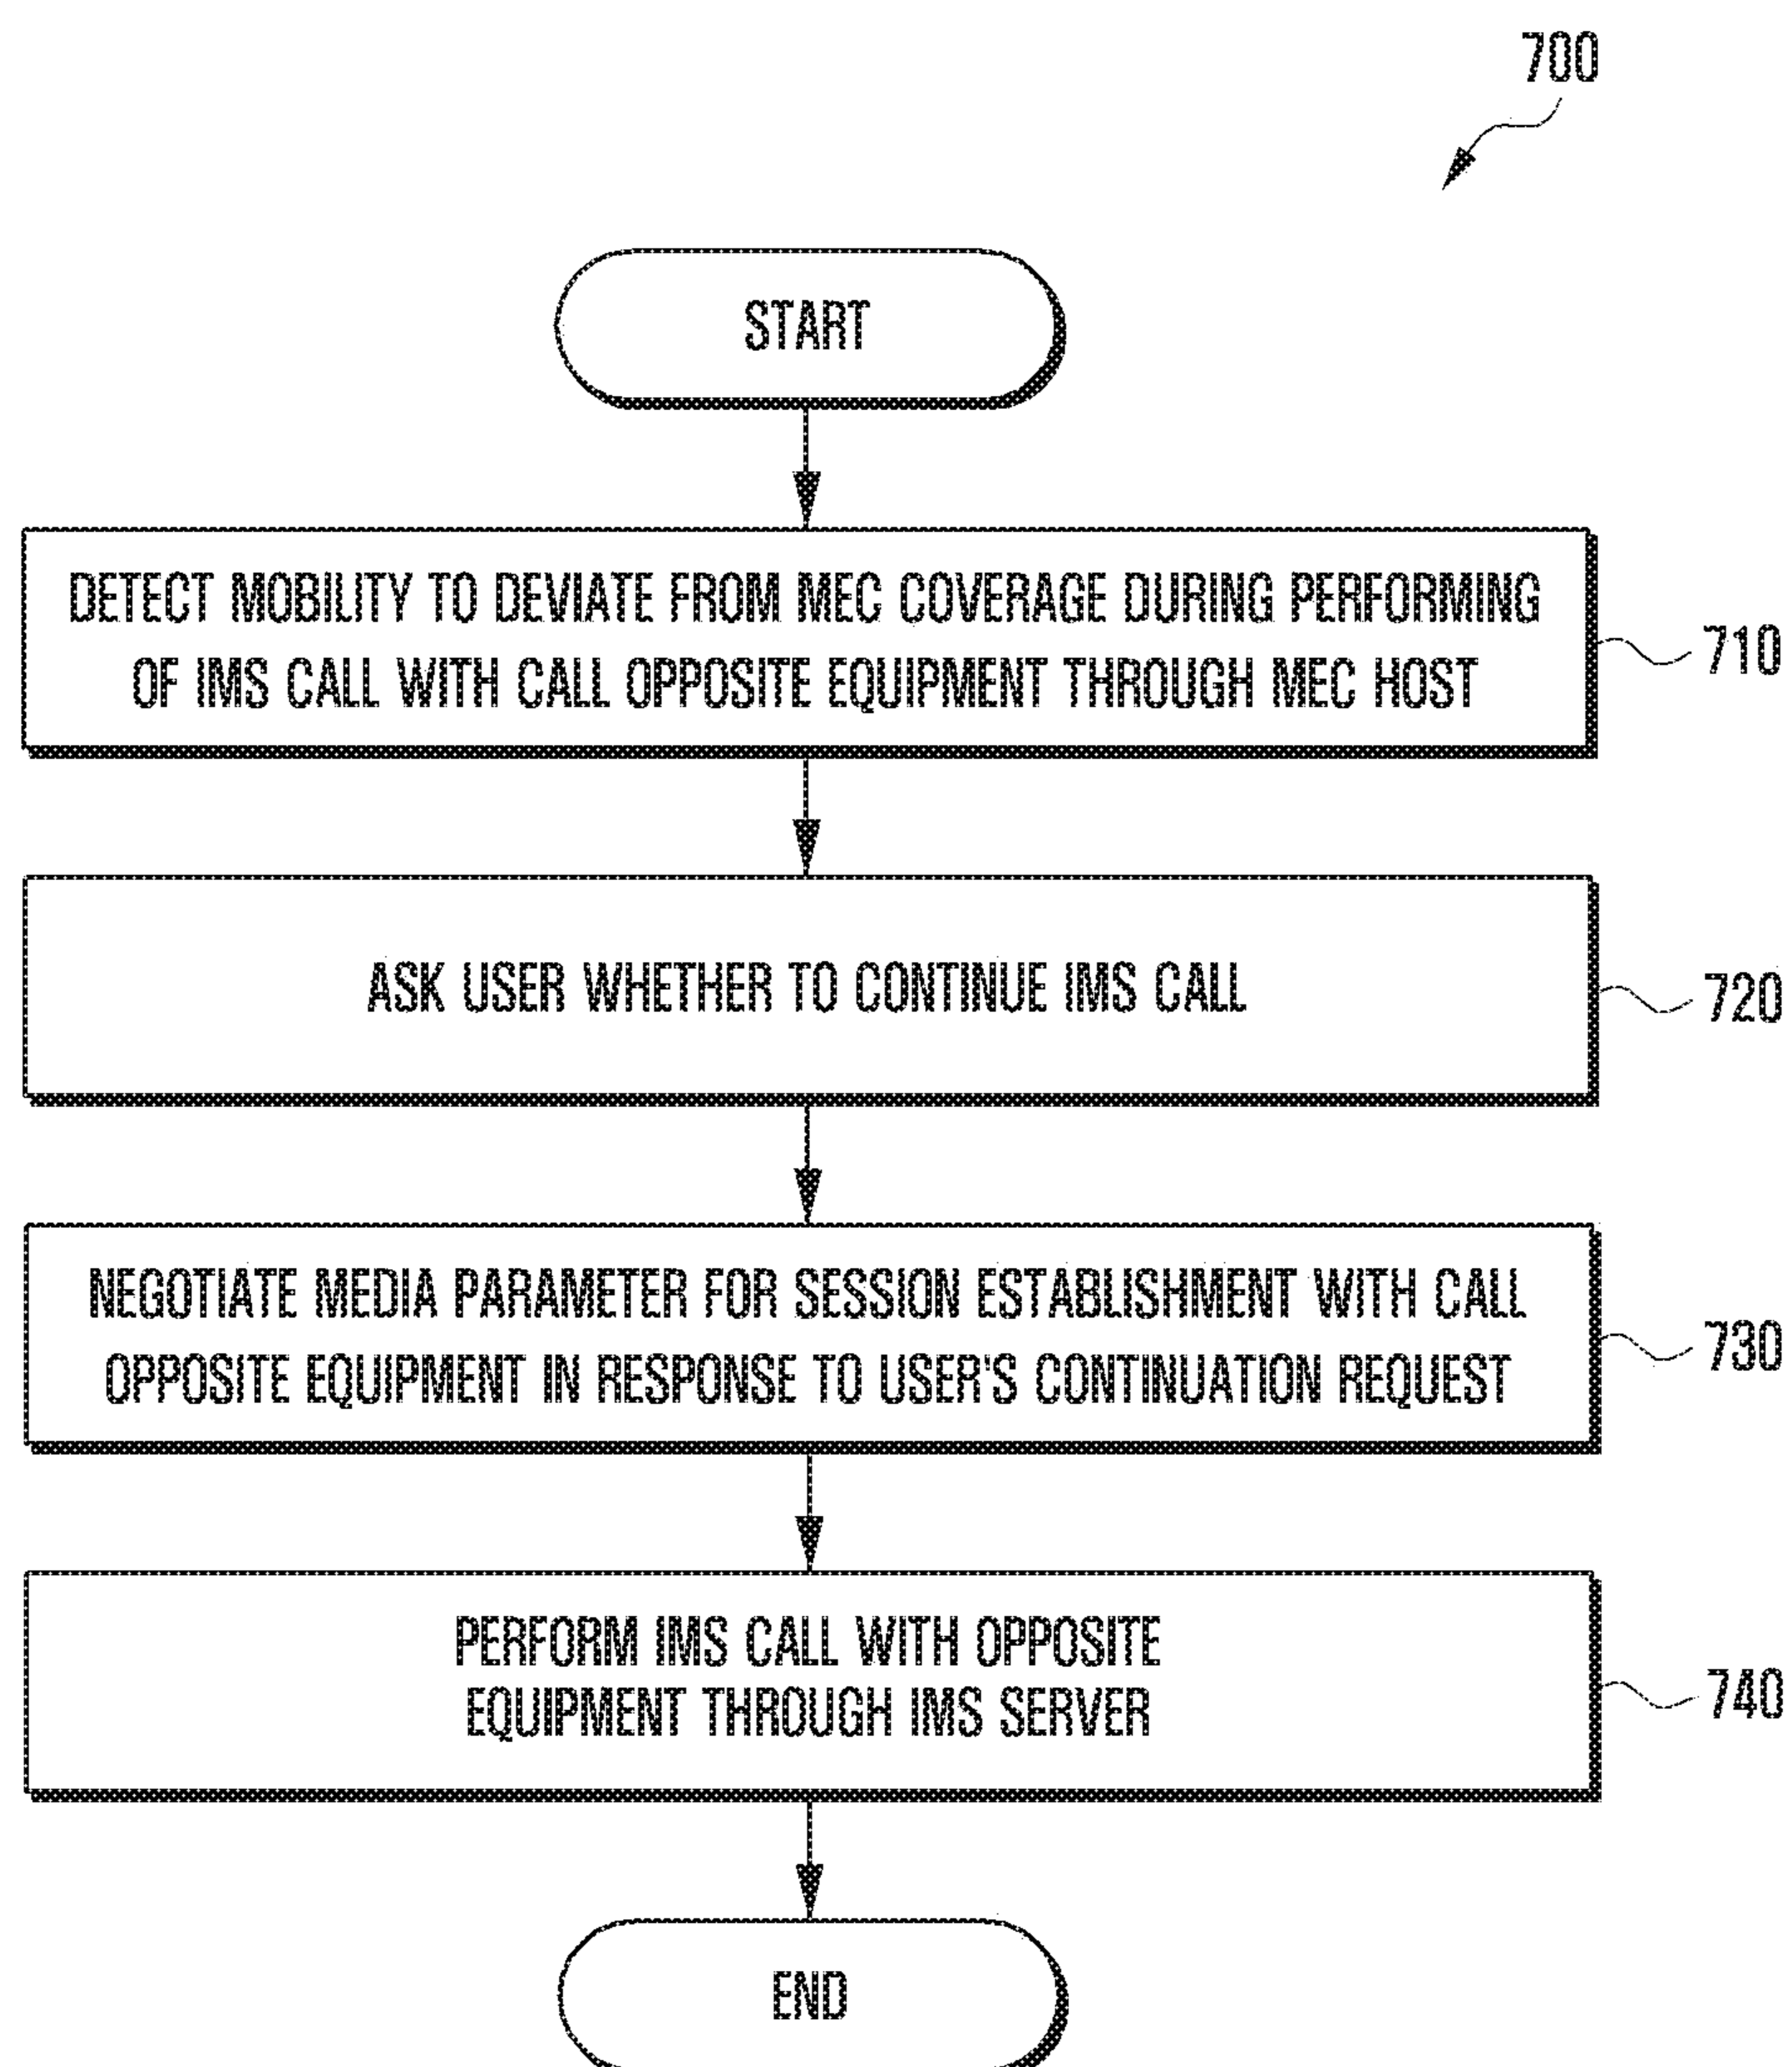 700
START
DETECT MOBILITY TO DEVIATE FROM MEC COVERAGE DURING PERFORMING
OF IMS CALL WITH CALL OPPOSITE EQUIPMENT THROUGH MEC HOST
710
ASK USER WHETHER TO CONTINUE IMS CALL
720
NEGOTIATE MEDIA PARAMETER FOR SESSION ESTABLISHMENT WITH CALL
OPPOSITE EQUIPMENT IN RESPONSE TO USER'S CONTINUATION REQUEST
730
PERFORM IMS CALL WITH OPPOSITE
EQUIPMENT THROUGH IMS SERVER
740
END